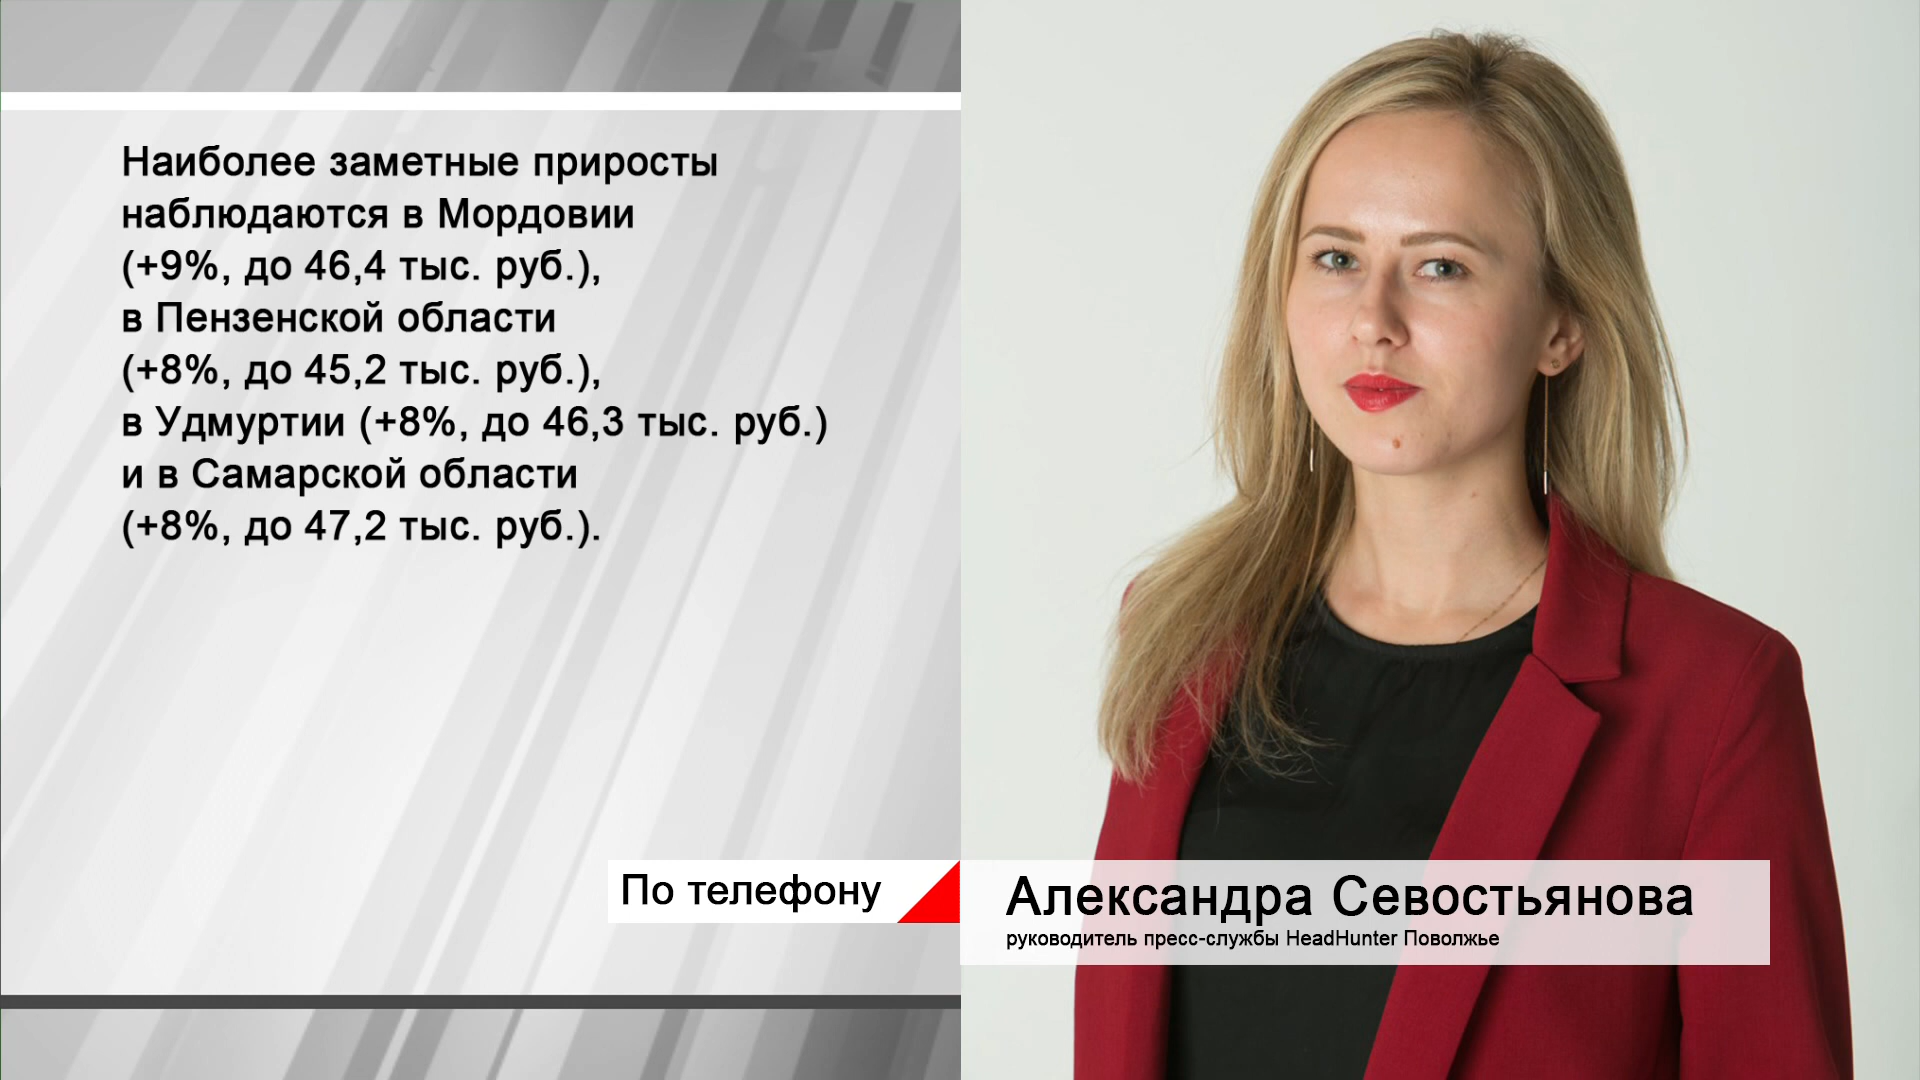 Наиболее заметные приросты
наблюдаются в Мордовии
(+9%, до 46,4 тыс. руб.),
в Пензенской области
(+8%, до 45,2 тыс. руб.),
в Удмуртии (+8%, до 46,3 тыс. руб.)
и в Самарской области
(+8%, до 47,2 тыс. руб.).
По телефону
Александра Севостьянова
руководитель пресс-службы HeadHunter Поволжье